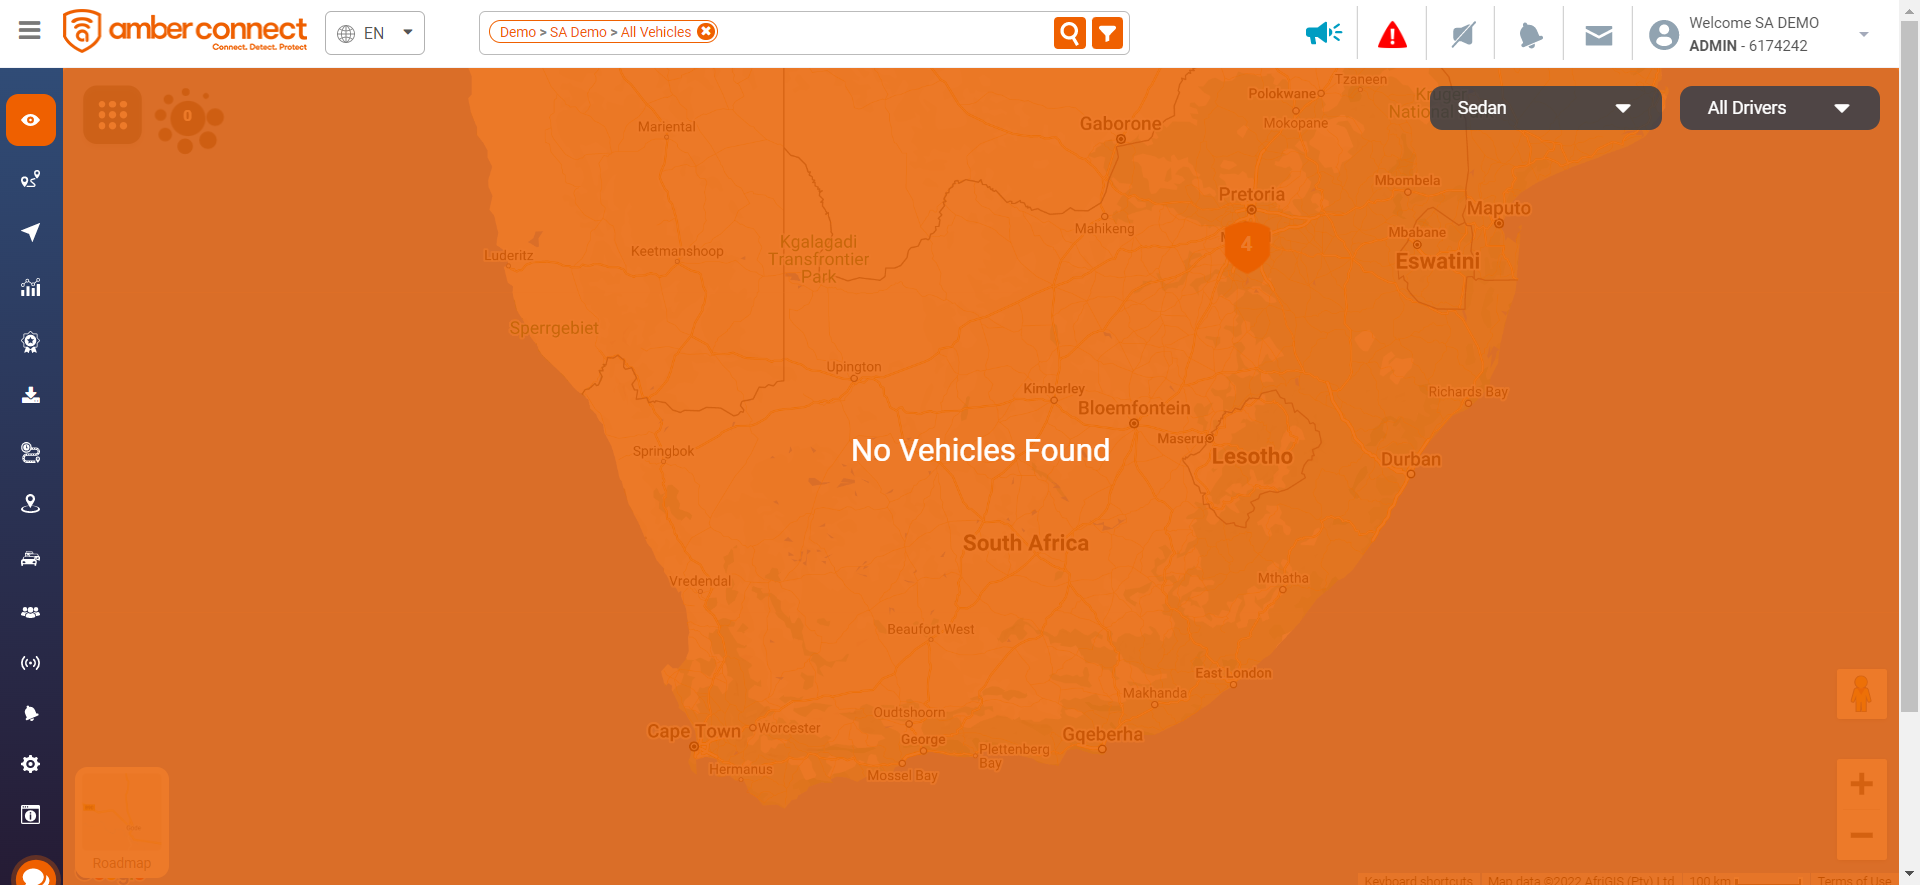 amber connect
Connect. Detect. Protect
EN
Demo > SA Demo > All Vehicles
Welcome SA DEMO
ADMIN - 6174242
0
Sedan
All Drivers
Tzaneen
Polokwane
Mokopane
Kruger
National
Gaborone
Mariental
Pretoria
Mbombela
Maputo
Mahikeng
4
Mbabane
Eswatini
Kgalagadi
Transfrontier
Park
Keetmanshoop
Luderitz
Sperrgebiet
Upington
Kimberley
Bloemfontein
Richards Bay
Maseru
Lesotho
Durban
Springbok
No Vehicles Found
South Africa
Vredendal
Mthatha
Beaufort West
East London
Makhanda
Oudtshoorn
Cape Town
Worcester
George
Plettenberg
Bay
Gqeberha
Hermanus
Mossel Bay
Roadmap
Keyboard shortcuts
Map data ©2022 AfriGIS (Pty) Ltd
100 km
Terms of Use